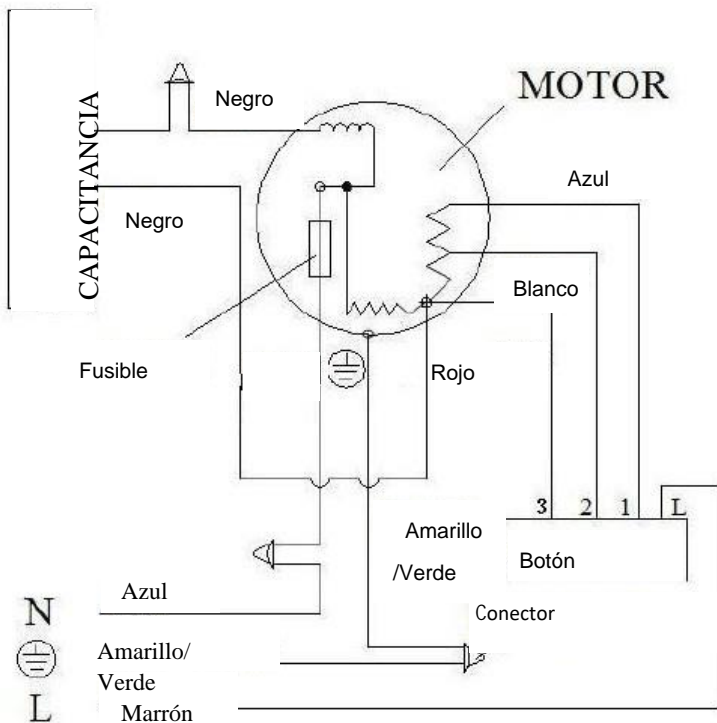 CAPACITANCIA
Negro
MOTOR
Azul
Negro
Blanco
Fusible
Rojo
3 2 1 L
Amarillo
/Verde
Botón
Conector
Azul
N
Amarillo/
Verde
L
Marrón